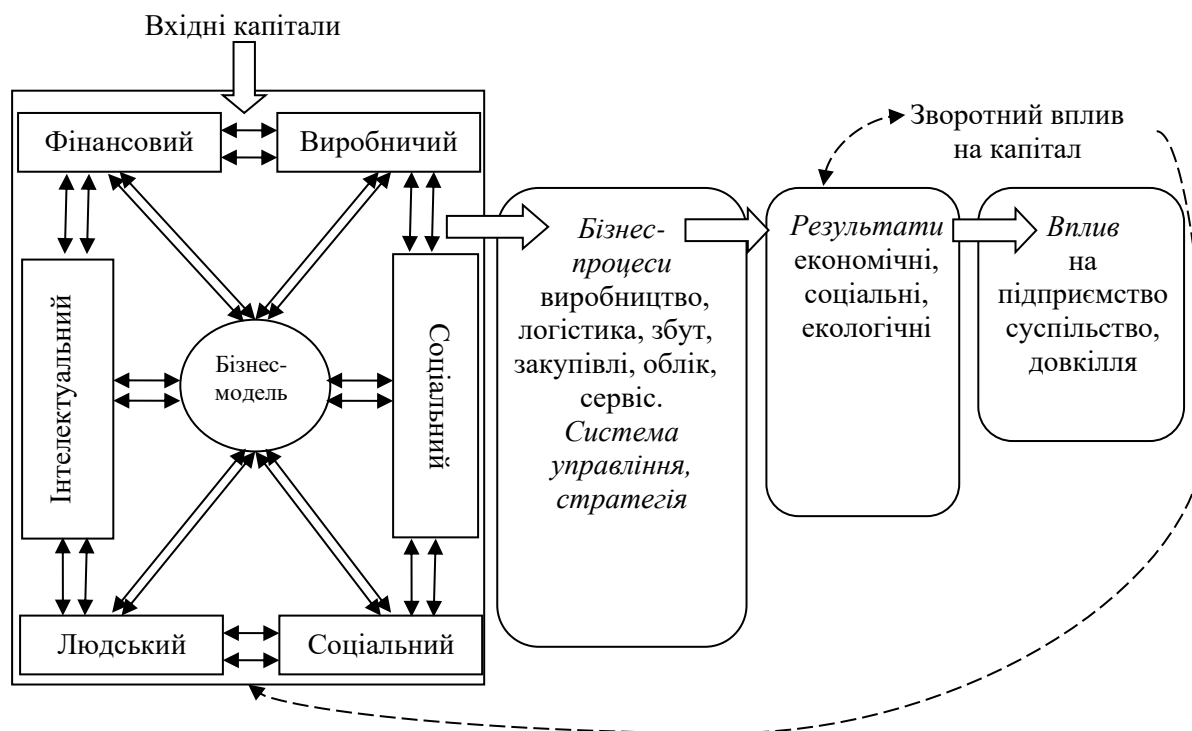 Вхідні капітали
Фінансовий
Виробничий
Інтелектуальний
Бізнес-
модель
Соціальний
Людський
Соціальний
Бізнес-
процеси
виробництво,
логістика, збут,
закупівлі, облік,
сервіс.
Система
управління,
стратегія
Зворотний вплив
на капітал
Результати
економічні,
соціальні,
екологічні
Вплив
на
підприємство
суспільство,
довкілля